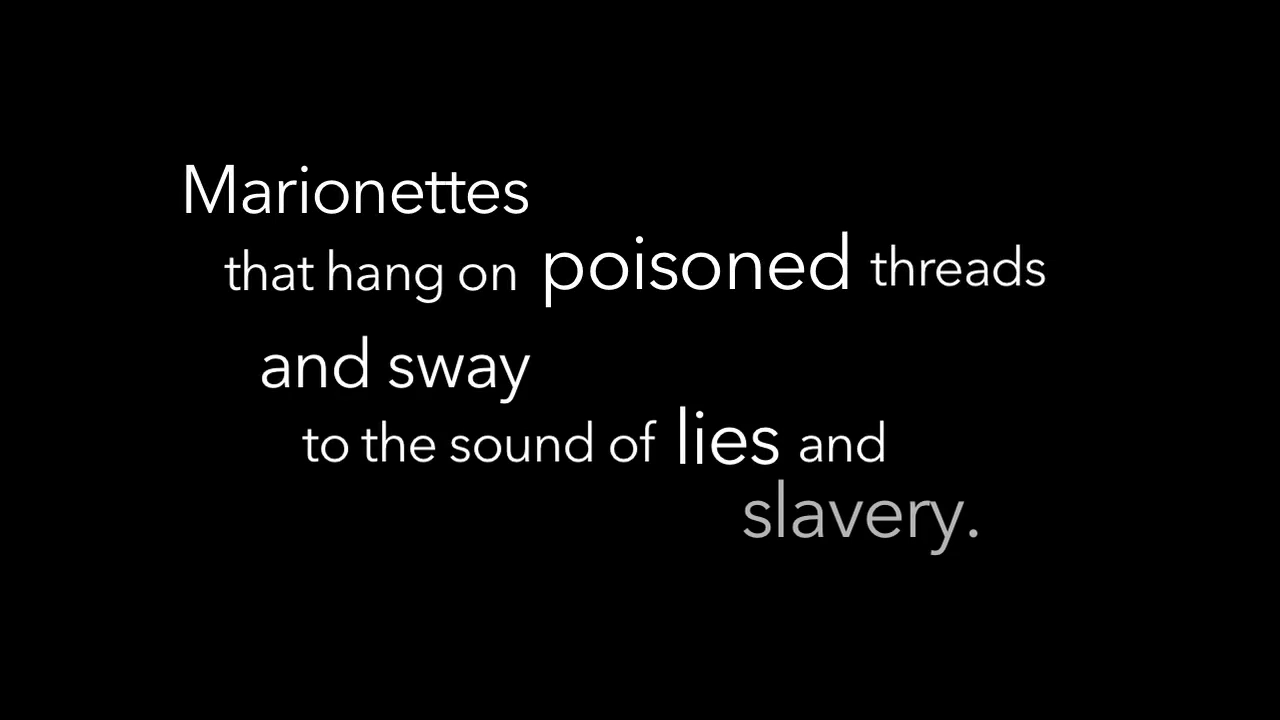 Marionettes
that hang on poisoned threads
and sway
to the sound of lies and
slavery.